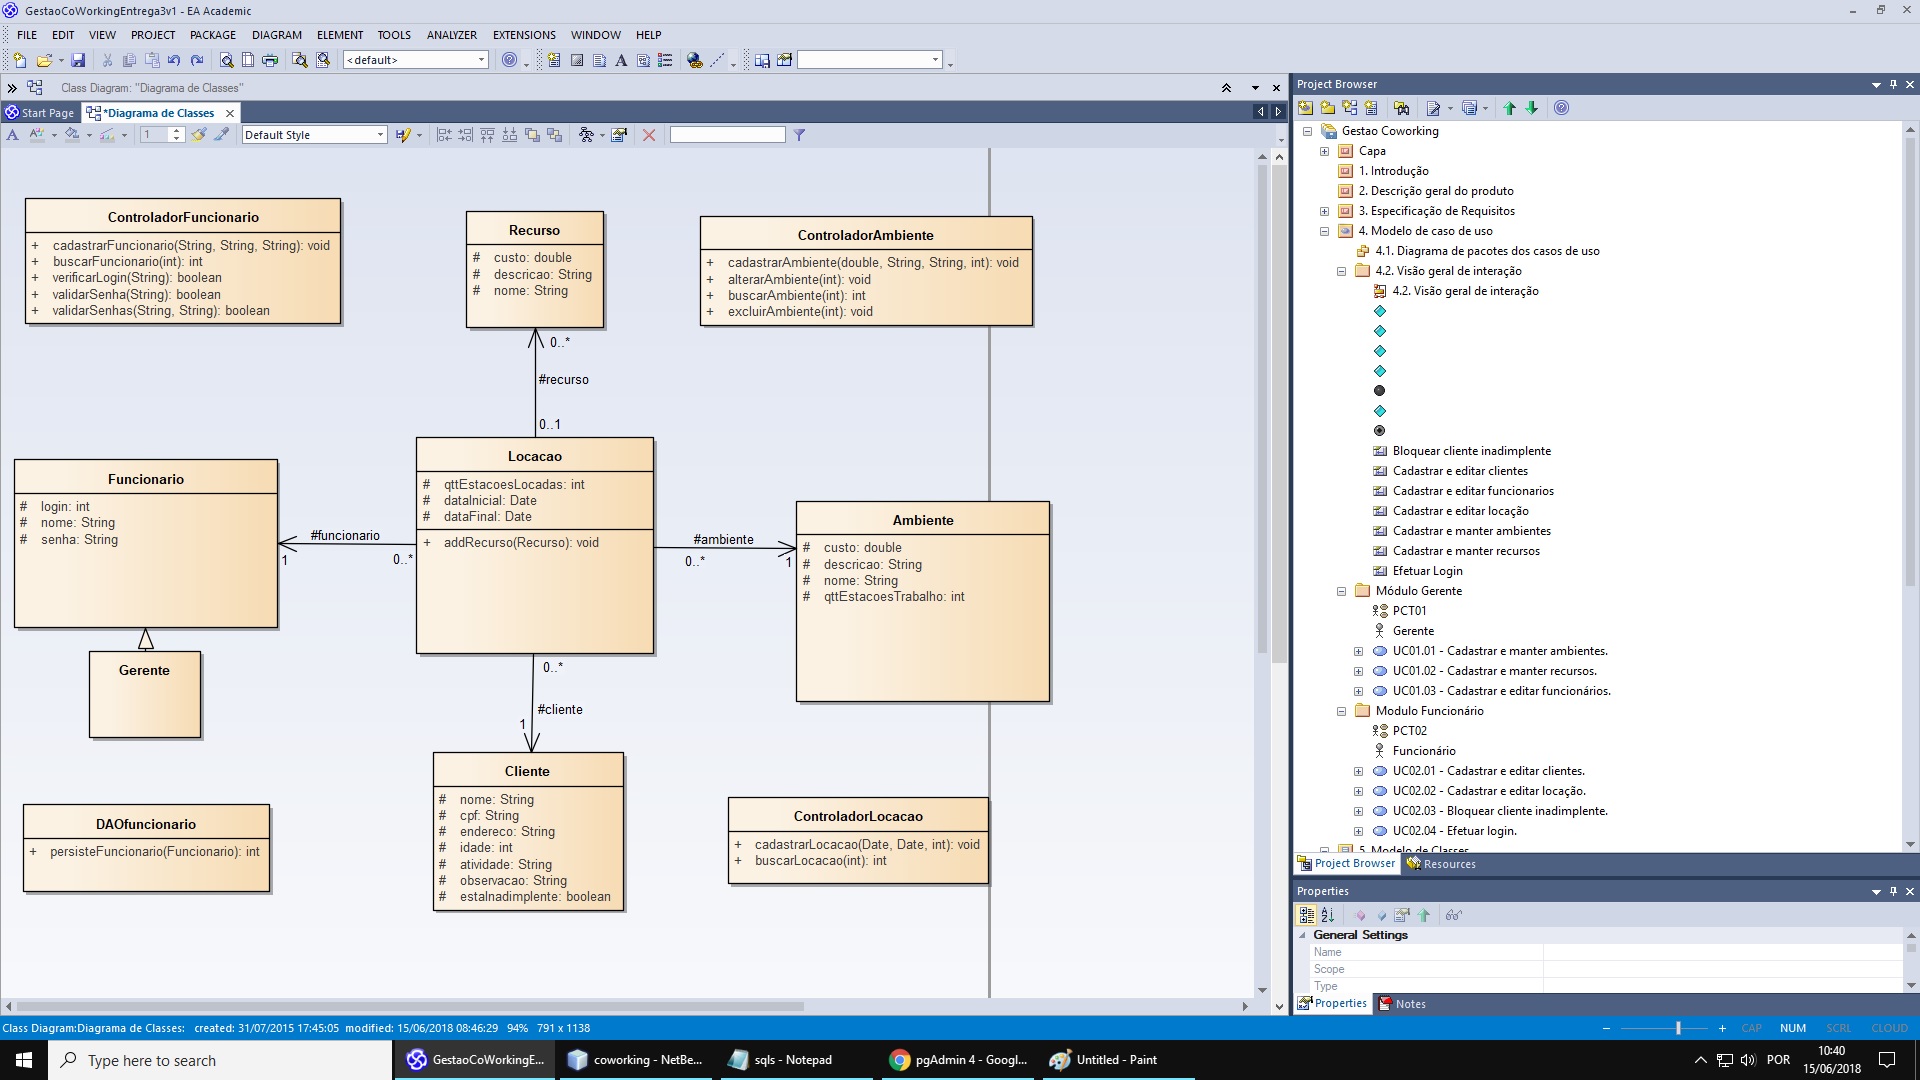 GestaoCoWorkingEntrega3v1 - EA Academic
FILE EDIT VIEW PROJECT PACKAGE DIAGRAM ELEMENT TOOLS ANALYZER EXTENSIONS WINDOW HELP
<default>
Class Diagram: "Diagrama de Classes"
Start Page
*Diagrama de Classes
1
Default Style
ControladorFuncionario
+ cadastrarFuncionario(String, String, String): void
+ buscarFuncionario(int): int
+ verificarLogin(String): boolean
+ validarSenha(String): boolean
+ validarSenhas(String, String): boolean
Recurso
# custo: double
# descricao: String
# nome: String
ControladorAmbiente
+ cadastrarAmbiente(double, String, String, int): void
+ alterarAmbiente(int): void
+ buscarAmbiente(int): int
+ excluirAmbiente(int): void
0..*
#recurso
0..1
Funcionario
# login: int
# nome: String
# senha: String
#funcionario
1
0..*
Locacao
# qttEstacoesLocadas: int
# dataInicial: Date
# dataFinal: Date
+ addRecurso(Recurso): void
#ambiente
0..*
1
Ambiente
# custo: double
# descricao: String
# nome: String
# qttEstacoesTrabalho: int
Gerente
0..*
#cliente
1
Cliente
# nome: String
# cpf: String
# endereco: String
# idade: int
# atividade: String
# observacao: String
# estaInadimplente: boolean
DAOfuncionario
+ persisteFuncionario(Funcionario): int
ControladorLocacao
+ cadastrarLocacao(Date, Date, int): void
+ buscarLocacao(int): int
Project Browser
Gestao Coworking
Capa
1. Introdução
2. Descrição geral do produto
3. Especificação de Requisitos
4. Modelo de caso de uso
4.1. Diagrama de pacotes dos casos de uso
4.2. Visão geral de interação
4.2. Visão geral de interação
Bloquear cliente inadimplente
Cadastrar e editar clientes
Cadastrar e editar funcionarios
Cadastrar e editar locação
Cadastrar e manter ambientes
Cadastrar e manter recursos
Efetuar Login
Módulo Gerente
PCT01
Gerente
UC01.01 - Cadastrar e manter ambientes.
UC01.02 - Cadastrar e manter recursos.
UC01.03 - Cadastrar e editar funcionários.
Modulo Funcionário
PCT02
Funcionário
UC02.01 - Cadastrar e editar clientes.
UC02.02 - Cadastrar e editar locação.
UC02.03 - Bloquear cliente inadimplente.
UC02.04 - Efetuar login.
5. Modelo de Classes
Project Browser Resources
Properties
General Settings
Name
Scope
Type
Properties Notes
Class Diagram:Diagrama de Classes: created: 31/07/2015 17:45:05 modified: 15/06/2018 08:46:29 94% 791 x 1138
CAP NUM SCRL CLOUD
Type here to search
GestaoCoWorkingE...
coworking - NetBe...
sqls - Notepad
pgAdmin 4 - Googl...
Untitled - Paint
POR
10:40
15/06/2018